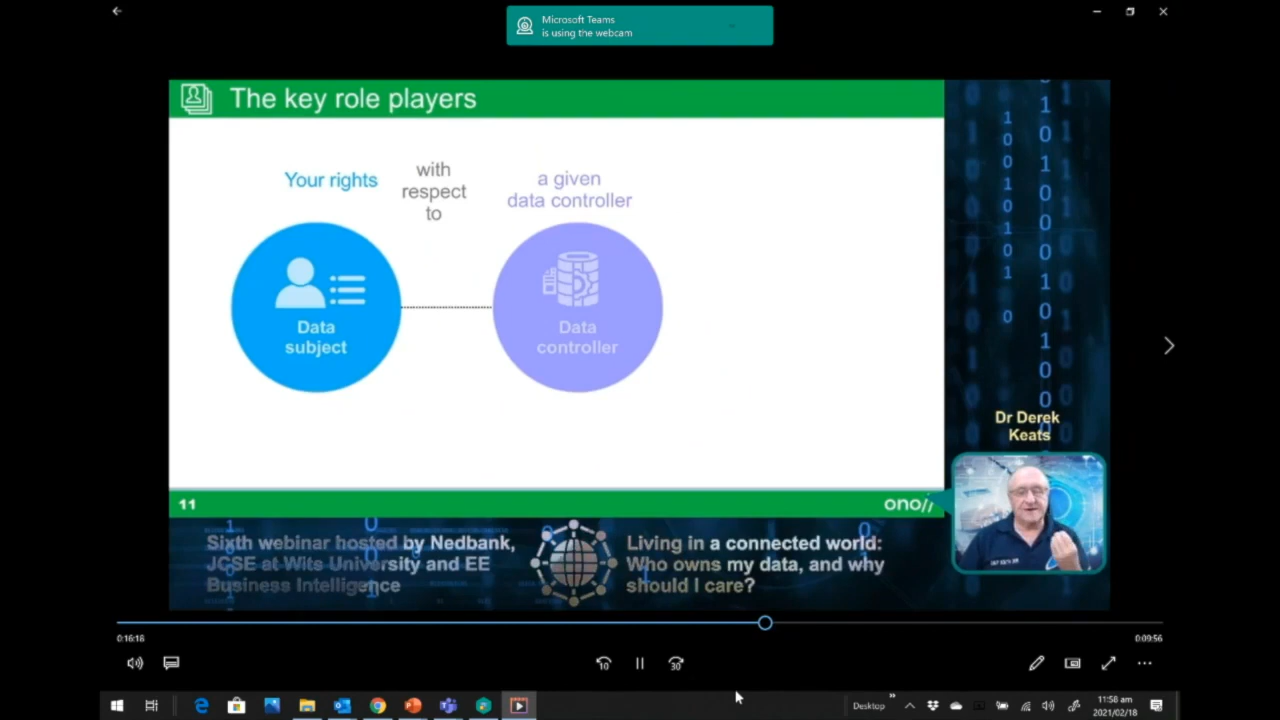 Microsoft Teams
is using the webcam
The key role players
Your rights
with
respect
to
a given
data controller
Data
subject
Data
controller
Dr Derek
Keats
11
ono//
Sixth webinar hosted by Nedbank,
JCSE at Wits University and EE
Business Intelligence
Living in a connected world:
Who owns my data, and why
should I care?
0:16:18
0:09:56
10
30
Desktop
11:58 am
2021/02/18